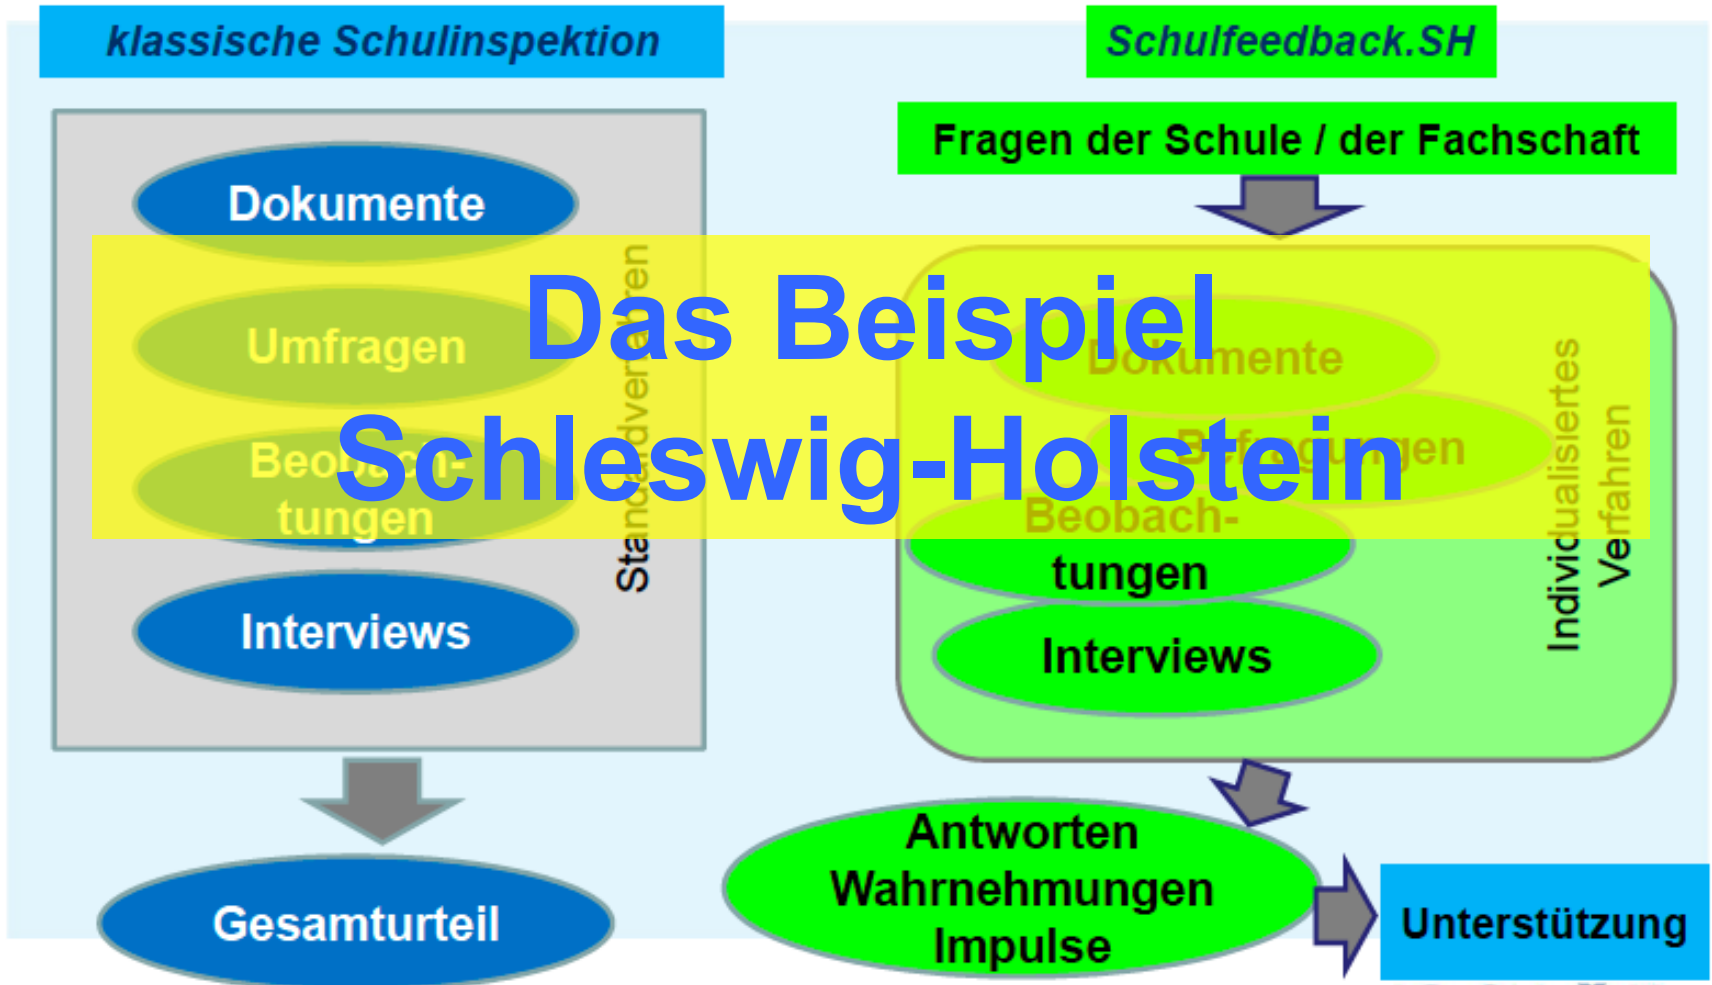 klassische Schulinspektion
Dokumente
Umfragen
Beobach-
tungen
Interviews
Standardverfahren
Gesamturteil
Das Beispiel
Schleswig-Holstein
Schulfeedback.SH
Fragen der Schule / der Fachschaft
Dokumente
Befragungen
Beobach-
tungen
Interviews
Individualisiertes
Verfahren
Antworten
Wahrnehmungen
Impulse
Unterstützung